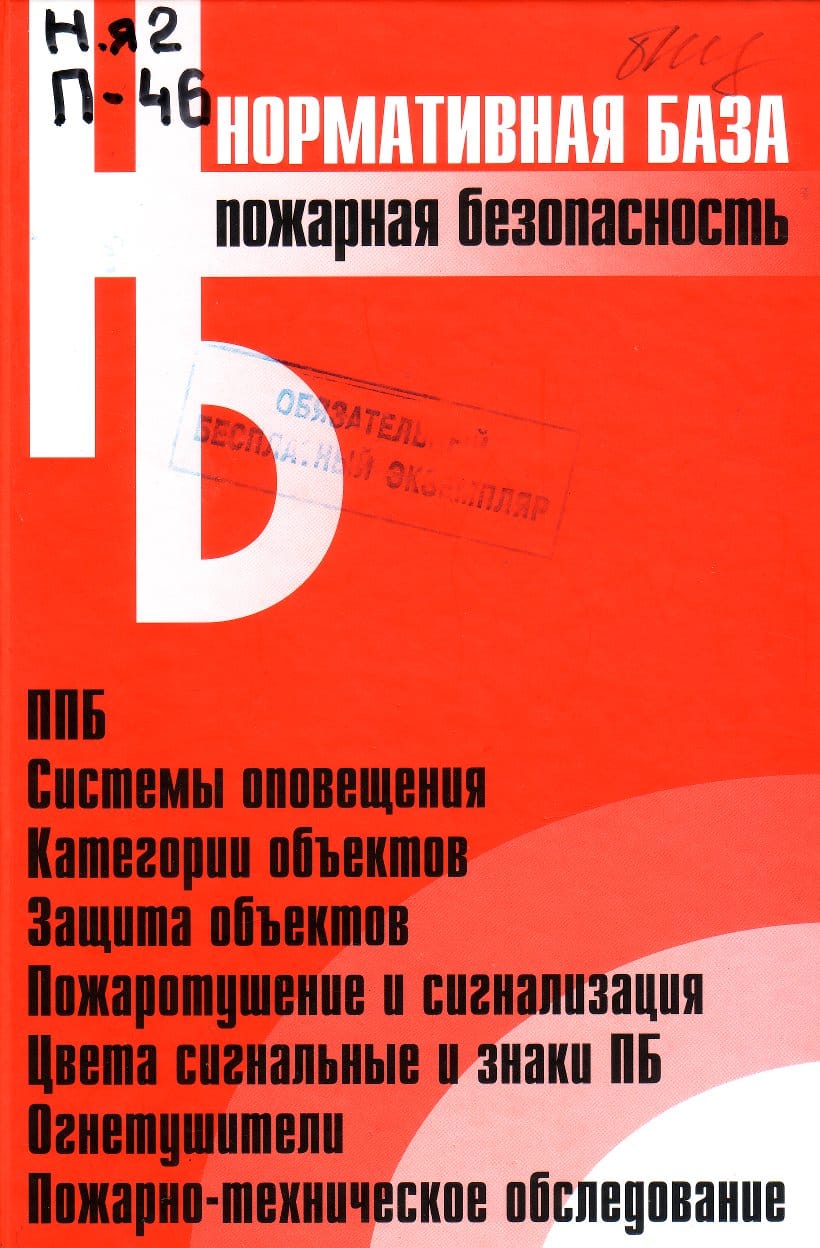 Н.я2
П-46
НОРМАТИВНАЯ БАЗА
пожарная безопасность
ОБЯЗАТЕЛЬНЫЙ
БЕСПЛАТНЫЙ ЭКЗЕМПЛЯР
ППБ
Системы оповещения
Категории объектов
Защита объектов
Пожаротушение и сигнализация
Цвета сигнальные и знаки ПБ
Огнетушители
Пожарно-техническое обследование